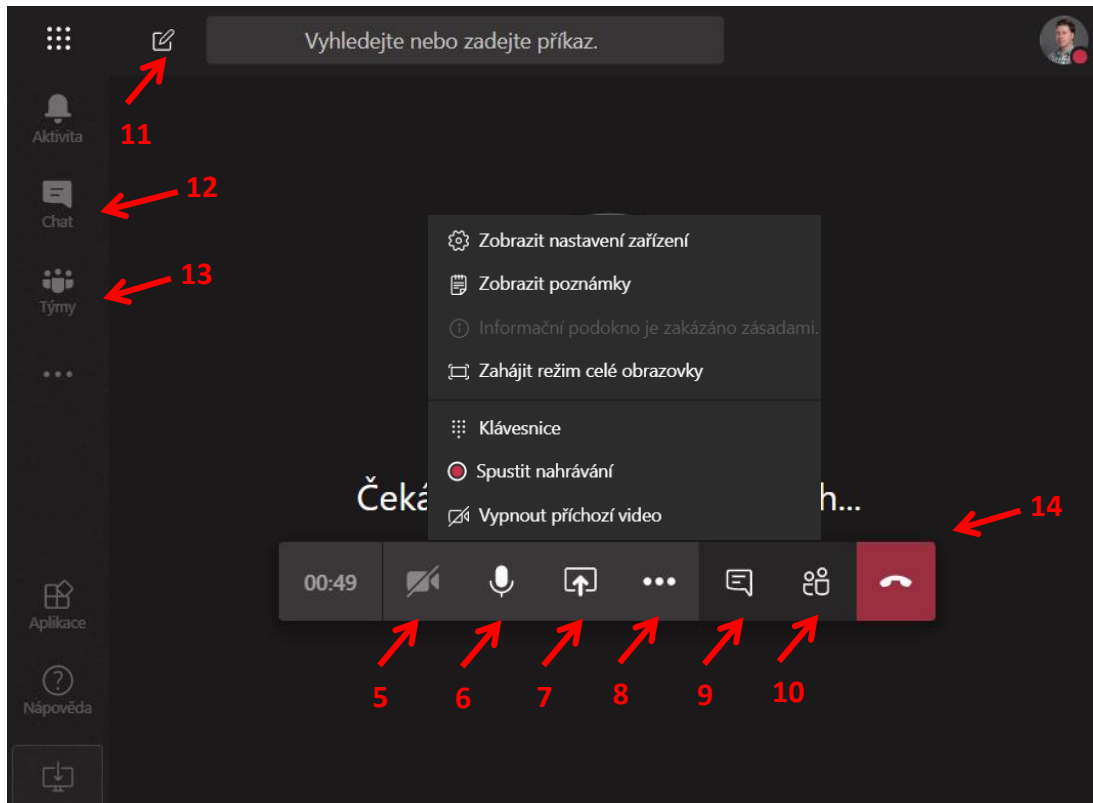 Vyhledejte nebo zadejte příkaz.
11
Aktivita
12
Chat
13
Týmy
Zobrazit nastavení zařízení
Zobrazit poznámky
Informační podokno je zakázáno zásadami.
Zahájit režim celé obrazovky
Klávesnice
Spustit nahrávání
Vypnout příchozí video
Čeká h...
14
00:49
5 6 7 8 9 10
Aplikace
Nápověda